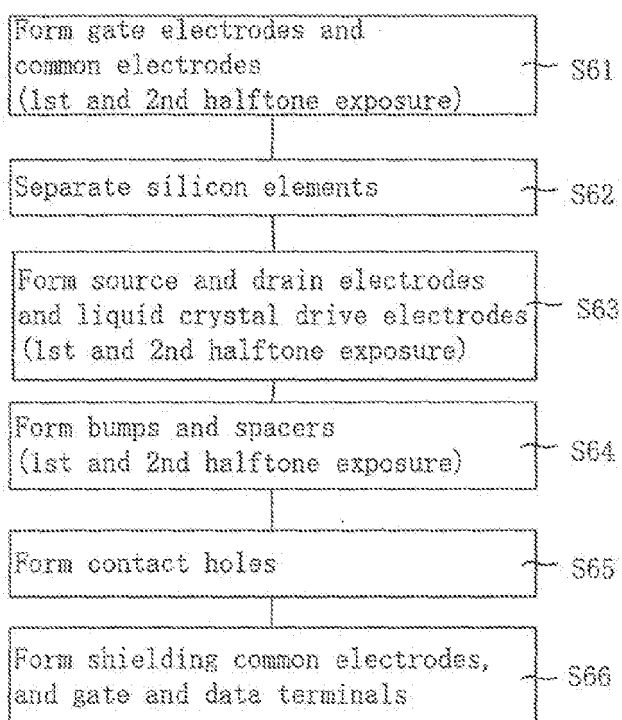 Form gate electrodes and
common electrodes
(1st and 2nd halftone exposure)
S61
Separate silicon elements
S62
Form source and drain electrodes
and liquid crystal drive electrodes
(1st and 2nd halftone exposure)
S63
Form bumps and spacers
(1st and 2nd halftone exposure)
S64
Form contact holes
S65
Form shielding common electrodes,
and gate and data terminals
S66